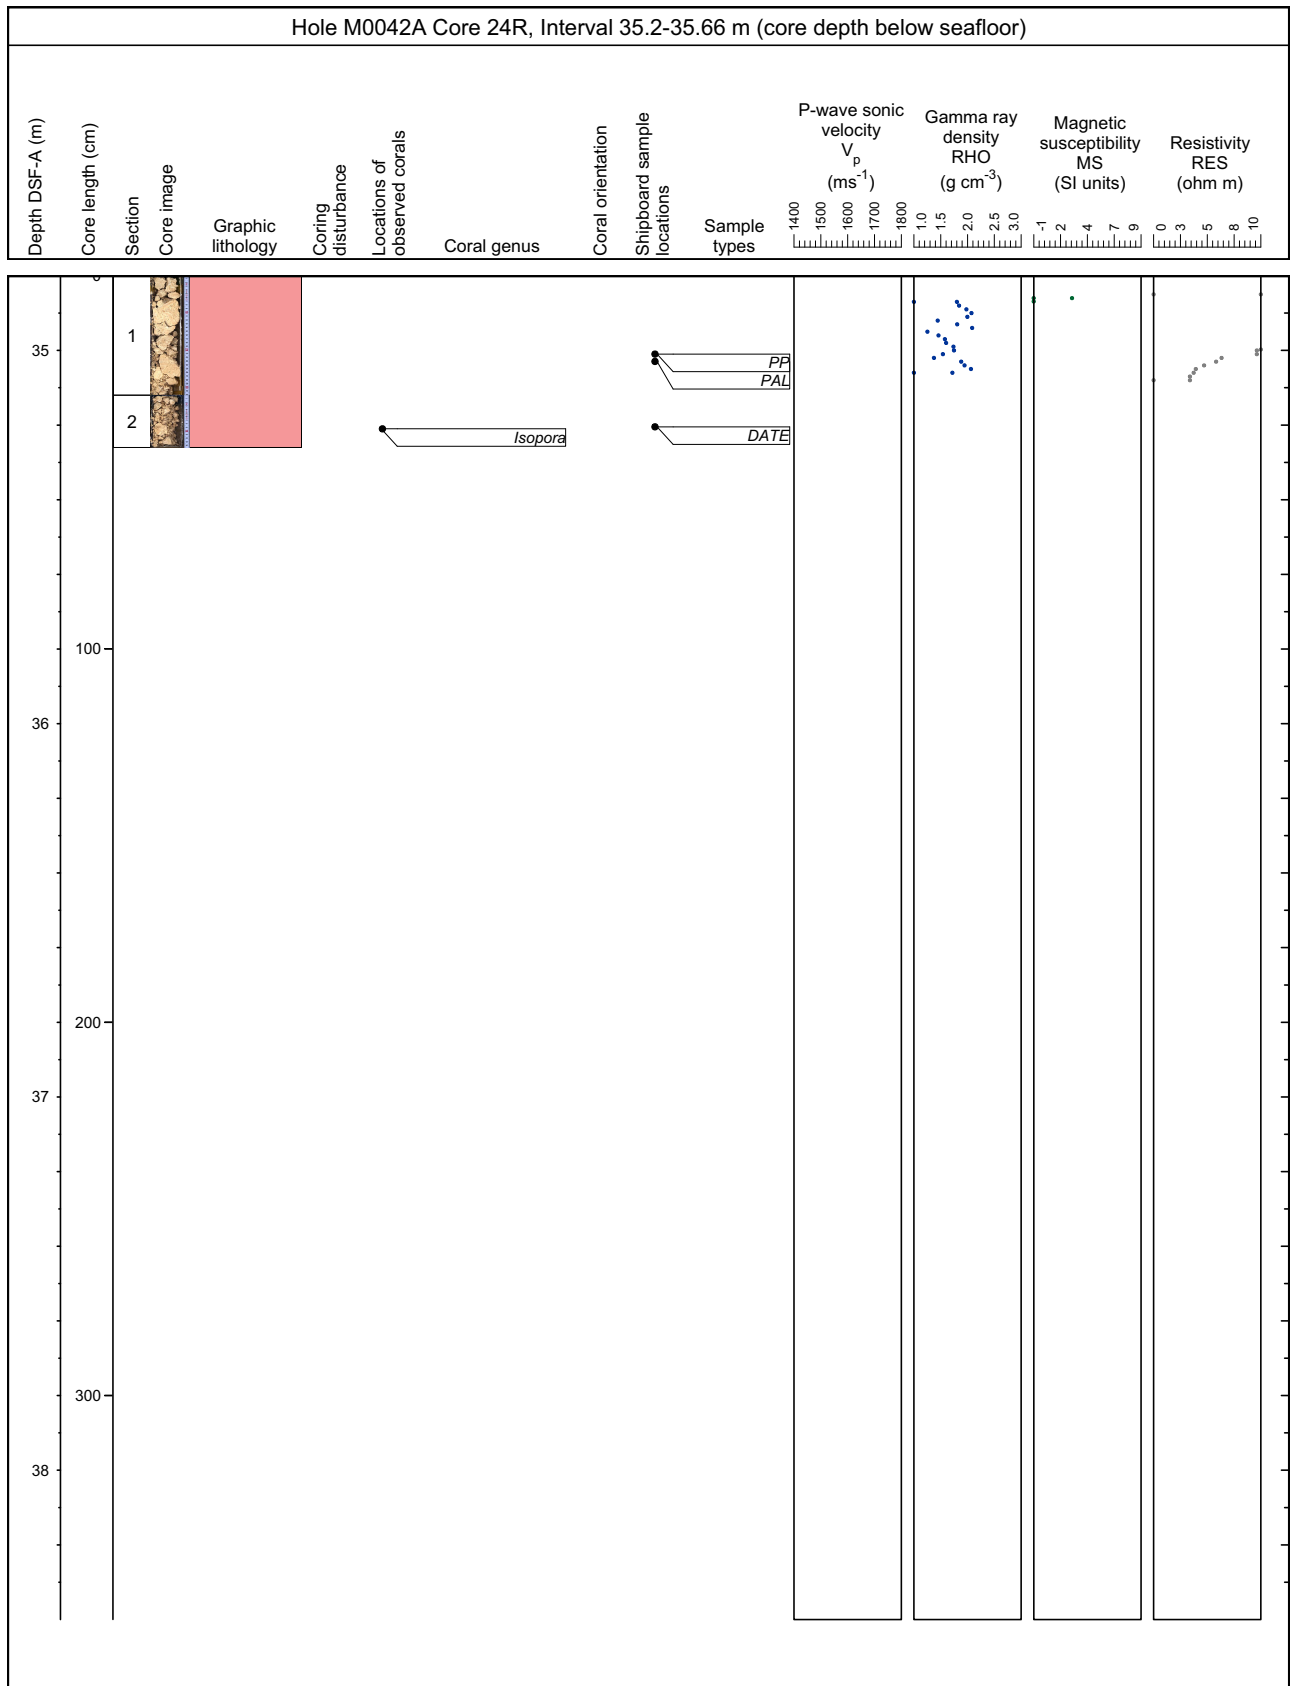 Hole M0042A Core 24R, Interval 35.2-35.66 m (core depth below seafloor)
Depth DSF-A (m)
Core length (cm)
Section
Core image
Graphic
lithology
Coring
disturbance
Locations of
observed corals
Coral genus
Coral orientation
Shipboard sample
locations
Sample
types
P-wave sonic
velocity
Vp
(ms-1)
1400 1500 1600 1700 1800
Gamma ray
density
RHO
(g cm-3)
1.0 1.5 2.0 2.5 3.0
Magnetic
susceptibility
MS
(SI units)
-1 2 4 7 9
Resistivity
RES
(ohm m)
0 3 5 8 10
0
1
35
PP
PAL
2
Isopora
DATE
100
36
200
37
300
38